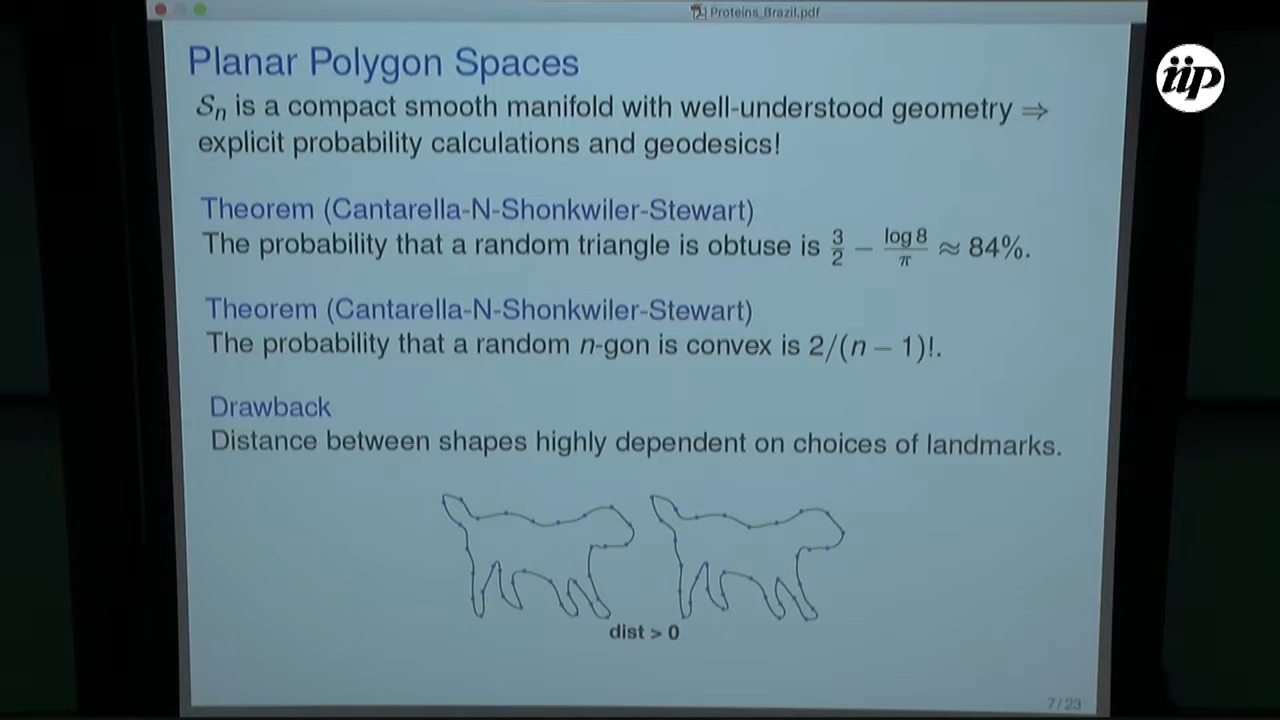 Proteins_Brazil.pdf
iip
Planar Polygon Spaces
𝒮ₙ is a compact smooth manifold with well-understood geometry ⇒
explicit probability calculations and geodesics!
Theorem (Cantarella-N-Shonkwiler-Stewart)
The probability that a random triangle is obtuse is 3/2 − log 8/π ≈ 84%.
Theorem (Cantarella-N-Shonkwiler-Stewart)
The probability that a random n-gon is convex is 2/(n − 1)!.
Drawback
Distance between shapes highly dependent on choices of landmarks.
dist > 0
7/23